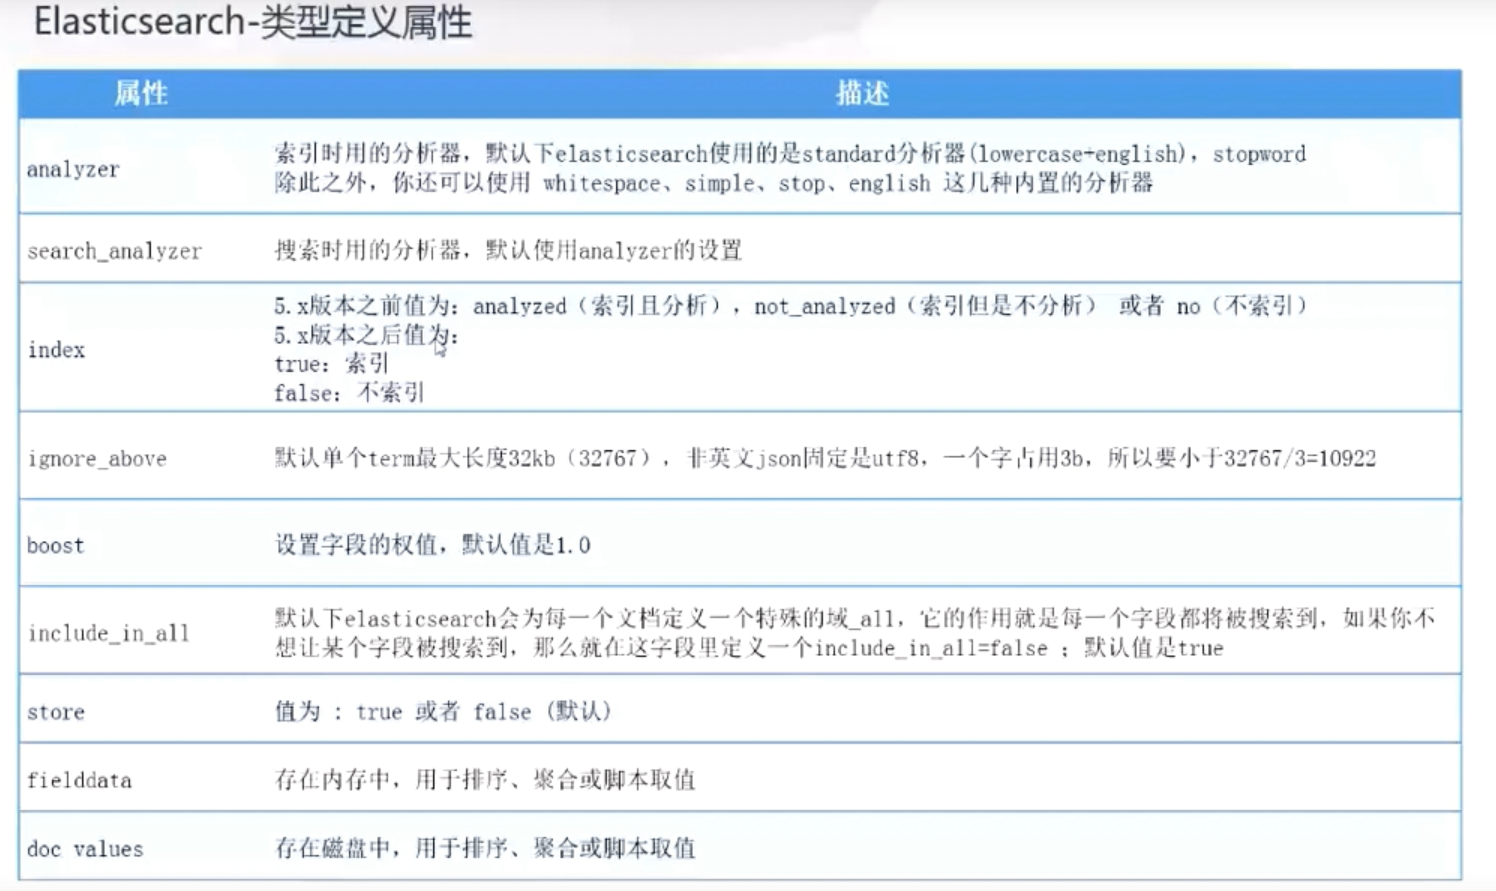 Elasticsearch-类型定义属性
属性 描述
analyzer
索引时用的分析器，默认下elasticsearch使用的是standard分析器(lowercase+english)，stopword
除此之外，你还可以使用 whitespace、simple、stop、english 这几种内置的分析器
search_analyzer 搜索时用的分析器，默认使用analyzer的设置
index
5.x版本之前值为：analyzed（索引且分析），not_analyzed（索引但是不分析） 或者 no（不索引）
5.x版本之后值为：
true：索引
false：不索引
ignore_above 默认单个term最大长度32kb（32767），非英文json固定是utf8，一个字占用3b，所以要小于32767/3=10922
boost 设置字段的权值，默认值是1.0
include_in_all
默认下elasticsearch会为每一个文档定义一个特殊的域_all，它的作用就是每一个字段都将被搜索到，如果你不
想让某个字段被搜索到，那么就在这字段里定义一个include_in_all=false ；默认值是true
store 值为 : true 或者 false (默认)
fielddata 存在内存中，用于排序、聚合或脚本取值
doc values 存在磁盘中，用于排序、聚合或脚本取值